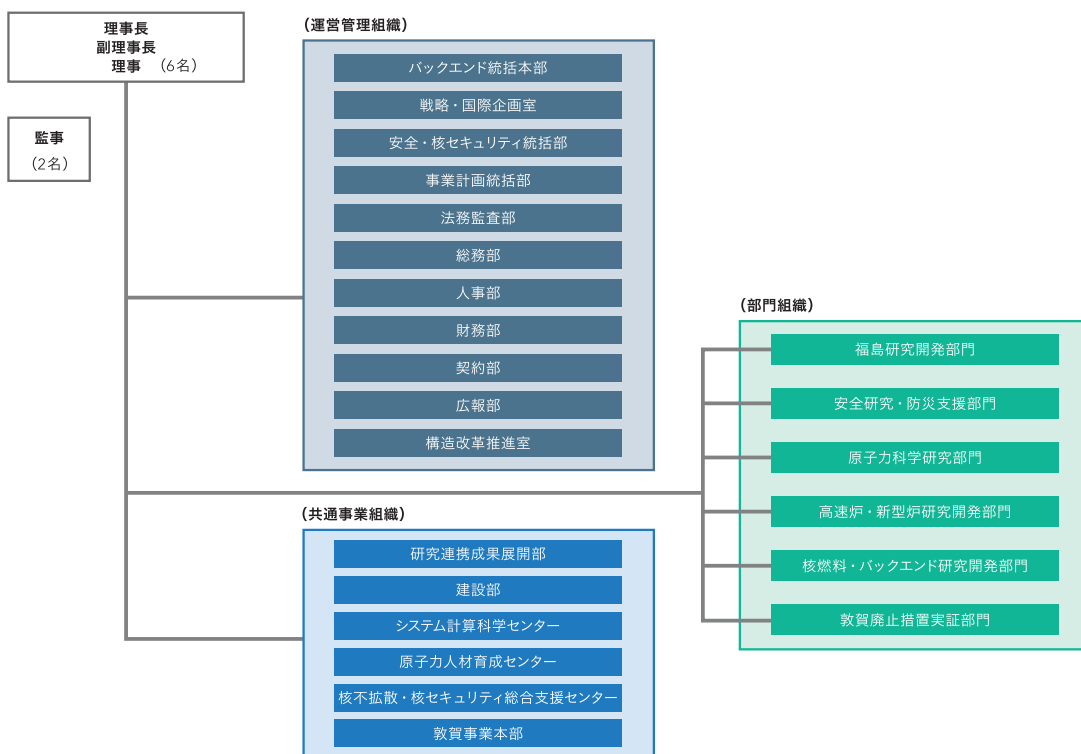 理事長
副理事長
理事 （6名）
監事
（2名）
（運営管理組織）
バックエンド統括本部
戦略・国際企画室
安全・核セキュリティ統括部
事業計画統括部
法務監査部
総務部
人事部
財務部
契約部
広報部
構造改革推進室
（共通事業組織）
研究連携成果展開部
建設部
システム計算科学センター
原子力人材育成センター
核不拡散・核セキュリティ総合支援センター
敦賀事業本部
（部門組織）
福島研究開発部門
安全研究・防災支援部門
原子力科学研究部門
高速炉・新型炉研究開発部門
核燃料・バックエンド研究開発部門
敦賀廃止措置実証部門